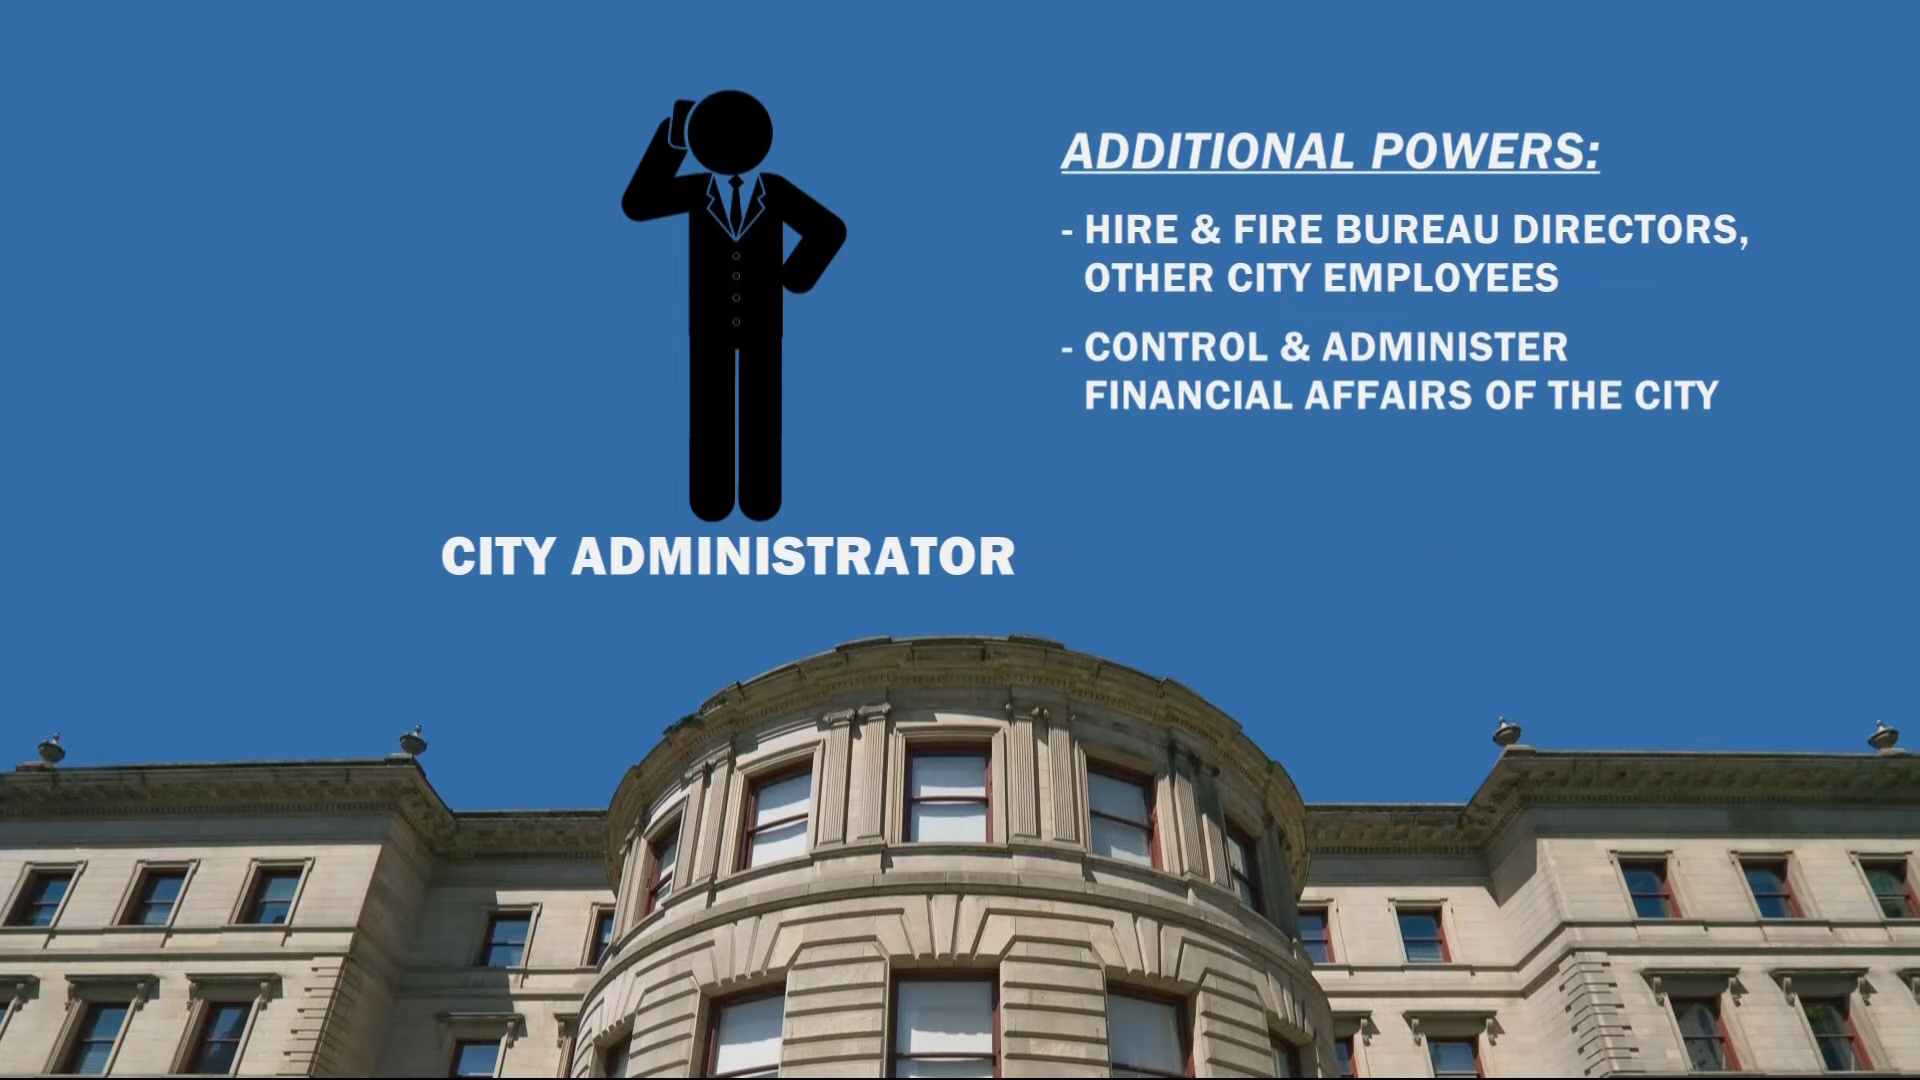 ADDITIONAL POWERS:
- HIRE & FIRE BUREAU DIRECTORS,
OTHER CITY EMPLOYEES
- CONTROL & ADMINISTER
FINANCIAL AFFAIRS OF THE CITY
CITY ADMINISTRATOR